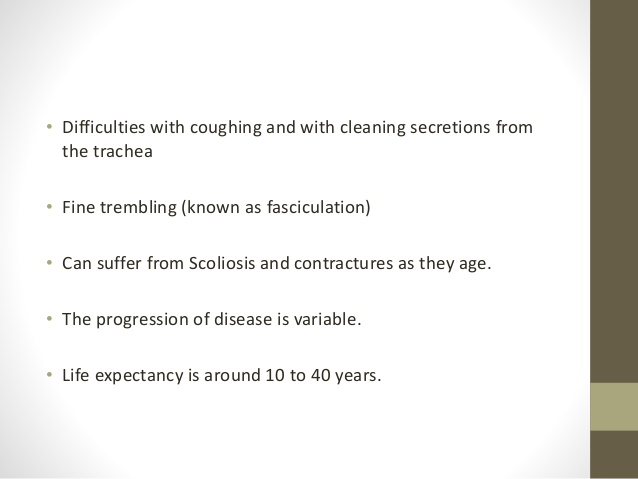 • Difficulties with coughing and with cleaning secretions from
the trachea
• Fine trembling (known as fasciculation)
• Can suffer from Scoliosis and contractures as they age.
• The progression of disease is variable.
• Life expectancy is around 10 to 40 years.